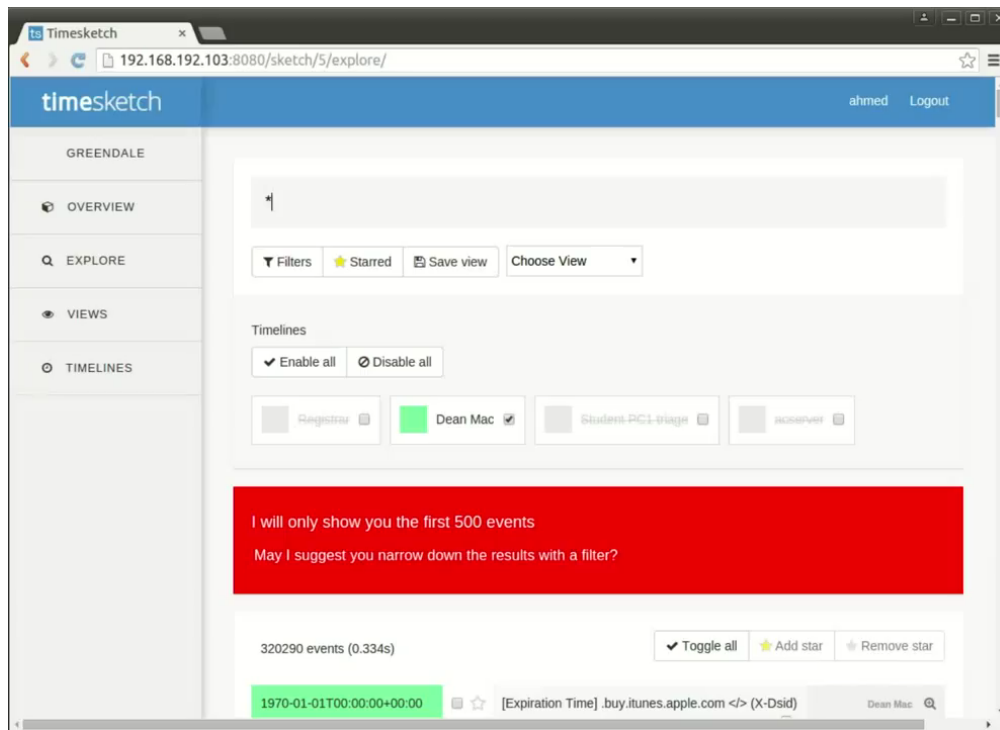 ts Timesketch ×
192.168.192.103:8080/sketch/5/explore/
timesketch
ahmed Logout
GREENDALE
OVERVIEW
EXPLORE
VIEWS
TIMELINES
*
Filters Starred Save view Choose View
Timelines
Enable all Disable all
Registrar Dean Mac Student-PC1-triage acserver
I will only show you the first 500 events
May I suggest you narrow down the results with a filter?
320290 events (0.334s) Toggle all Add star Remove star
1970-01-01T00:00:00+00:00 [Expiration Time] .buy.itunes.apple.com </> (X-Dsid) Dean Mac